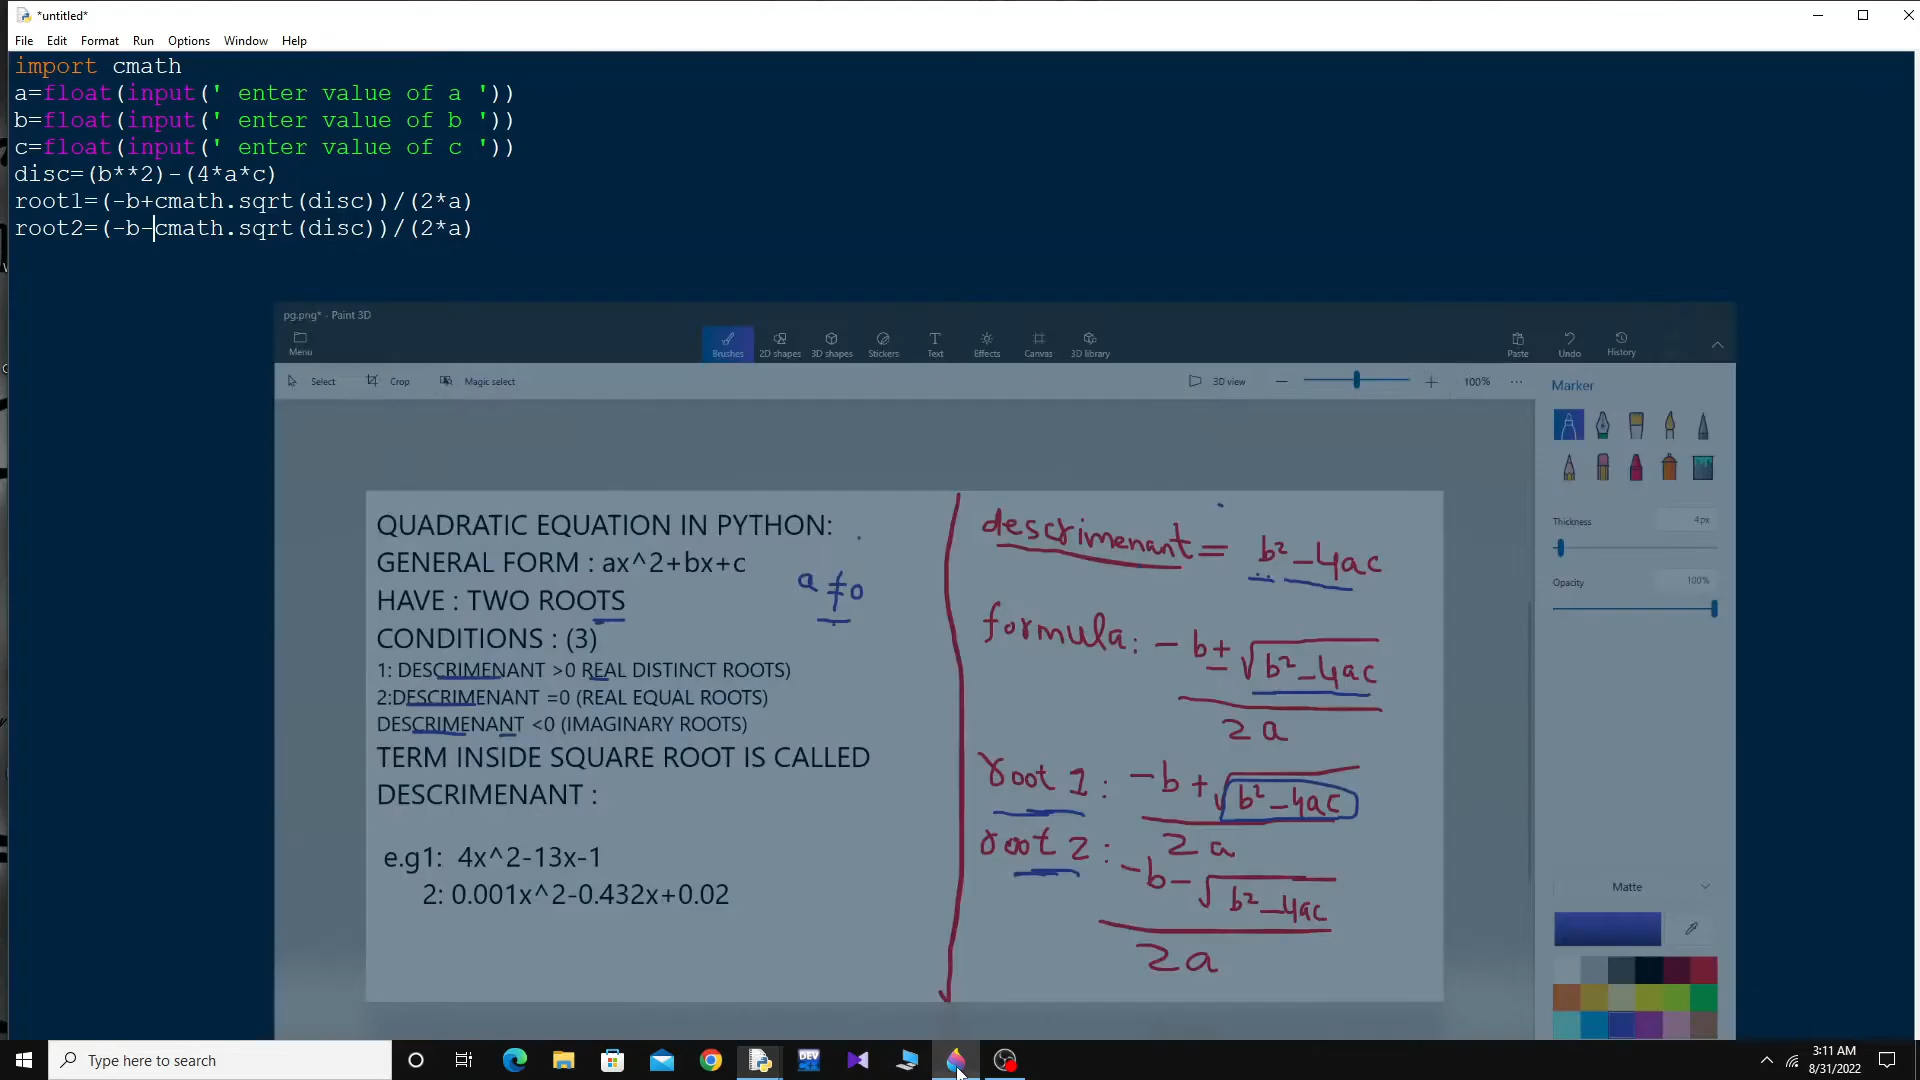 *untitled*
File Edit Format Run Options Window Help
import cmath
a=float(input(' enter value of a '))
b=float(input(' enter value of b '))
c=float(input(' enter value of c '))
disc=(b**2)-(4*a*c)
root1=(-b+cmath.sqrt(disc))/(2*a)
root2=(-b-cmath.sqrt(disc))/(2*a)
pg.png* - Paint 3D
Menu Brushes 2D shapes 3D shapes Stickers Text Effects Canvas 3D library Paste Undo History
Select Crop Magic select 3D view 100% ...
Marker
Thickness 4px
Opacity 100%
Matte
QUADRATIC EQUATION IN PYTHON:
GENERAL FORM : ax^2+bx+c
a ≠ 0
HAVE : TWO ROOTS
CONDITIONS : (3)
1: DESCRIMENANT >0 REAL DISTINCT ROOTS)
2:DESCRIMENANT =0 (REAL EQUAL ROOTS)
DESCRIMENANT <0 (IMAGINARY ROOTS)
TERM INSIDE SQUARE ROOT IS CALLED
DESCRIMENANT :
e.g1: 4x^2-13x-1
2: 0.001x^2-0.432x+0.02
descrimenant = b²-4ac
formula: -b±√b²-4ac
2a
root 1: -b+√b²-4ac
2a
root 2: -b-√b²-4ac
2a
Type here to search
DEV C++
3:11 AM
8/31/2022